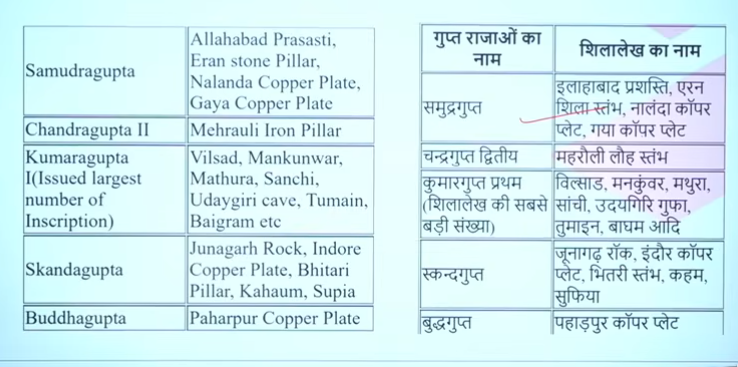 Samudragupta
Allahabad Prasasti,
Eran stone Pillar,
Nalanda Copper Plate,
Gaya Copper Plate
Chandragupta II
Mehrauli Iron Pillar
Kumaragupta
I(Issued largest
number of
Inscription)
Vilsad, Mankunwar,
Mathura, Sanchi,
Udaygiri cave, Tumain,
Baigram etc
Skandagupta
Junagarh Rock, Indore
Copper Plate, Bhitari
Pillar, Kahaum, Supia
Buddhagupta
Paharpur Copper Plate
गुप्त राजाओं का
नाम
शिलालेख का नाम
समुद्रगुप्त
इलाहाबाद प्रशस्ति, एरन
शिला स्तंभ, नालंदा कॉपर
प्लेट, गया कॉपर प्लेट
चन्द्रगुप्त द्वितीय
महरौली लौह स्तंभ
कुमारगुप्त प्रथम
(शिलालेख की सबसे
बड़ी संख्या)
विल्साड, मनकुंवर, मथुरा,
सांची, उदयगिरि गुफा,
तुमाइन, बाघम आदि
स्कन्दगुप्त
जूनागढ़ रॉक, इंदौर कॉपर
प्लेट, भितरी स्तंभ, कहम,
सुफिया
बुद्धगुप्त
पहाड़पुर कॉपर प्लेट